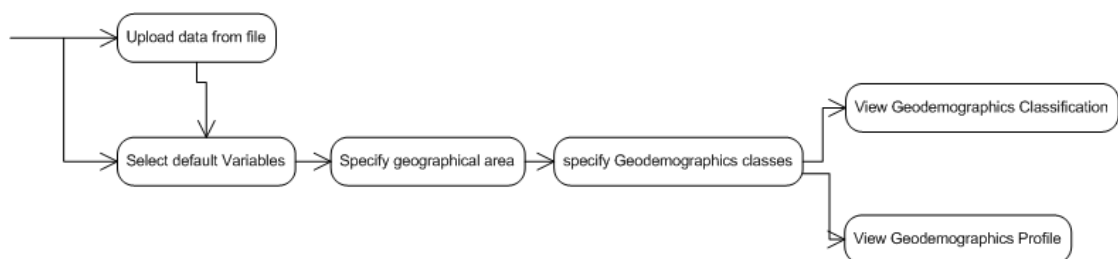 Upload data from file
Select default Variables
Specify geographical area
specify Geodemographics classes
View Geodemographics Classification
View Geodemographics Profile